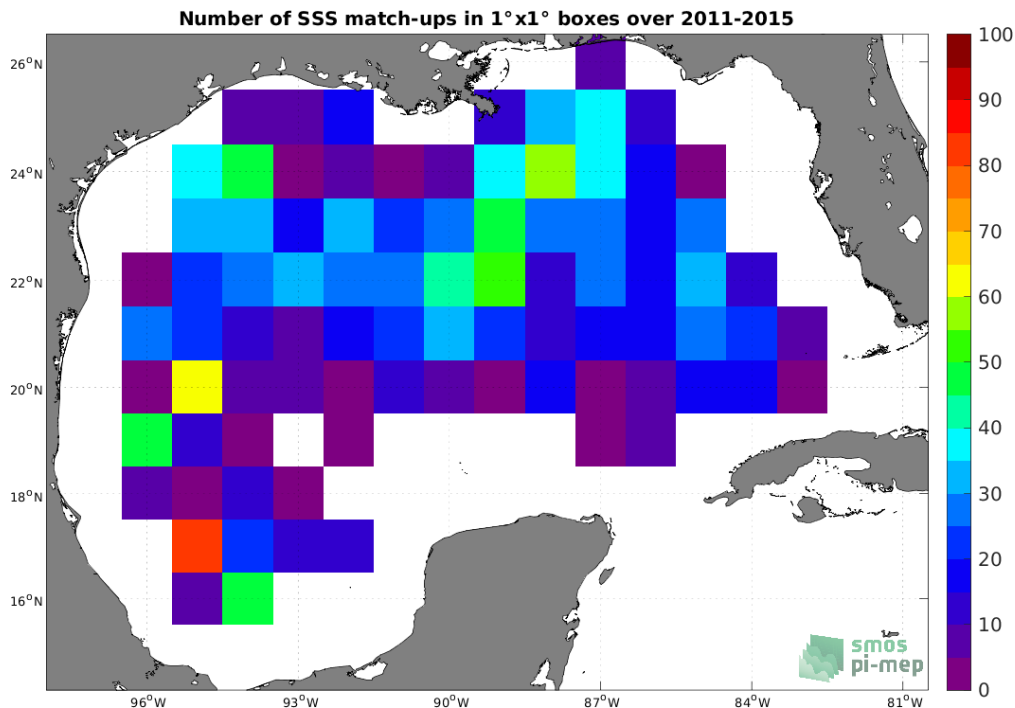 Number of SSS match-ups in 1°x1° boxes over 2011-2015
26°N
24°N
22°N
20°N
18°N
16°N
96°W
93°W
90°W
87°W
84°W
81°W
100
90
80
70
60
50
40
30
20
10
0
smos
pi-mep